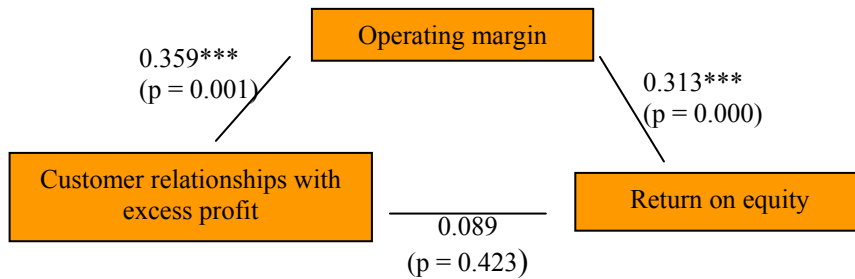 Operating margin
0.359***
(p = 0.001)
0.313***
(p = 0.000)
Customer relationships with
excess profit
Return on equity
0.089
(p = 0.423)